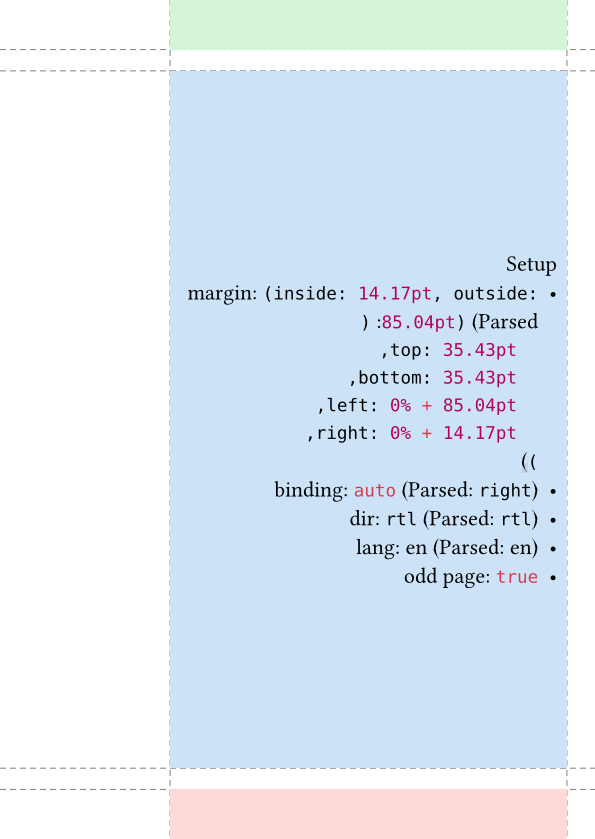 Setup
• margin: (inside: 14.17pt, outside:
85.04pt) (Parsed: (
top: 35.43pt,
bottom: 35.43pt,
left: 0% + 85.04pt,
right: 0% + 14.17pt,
))
• binding: auto (Parsed: right)
• dir: rtl (Parsed: rtl)
• lang: en (Parsed: en)
• odd page: true